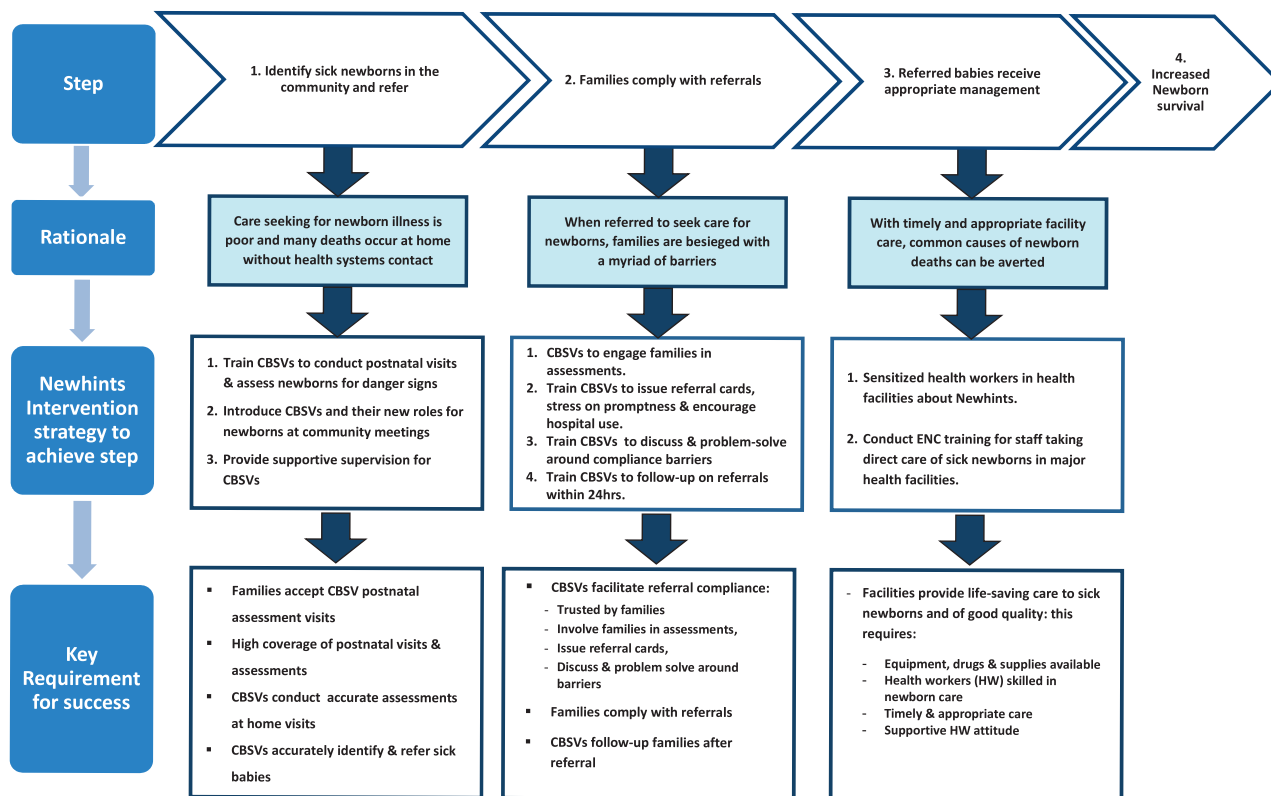 Step
1. Identify sick newborns in the
community and refer
2. Families comply with referrals
3. Referred babies receive
appropriate management
4.
Increased
Newborn
survival
Rationale
Care seeking for newborn illness is
poor and many deaths occur at home
without health systems contact
When referred to seek care for
newborns, families are besieged with
a myriad of barriers
With timely and appropriate facility
care, common causes of newborn
deaths can be averted
Newhints
Intervention
strategy to
achieve step
1. Train CBSVs to conduct postnatal visits
& assess newborns for danger signs
2. Introduce CBSVs and their new roles for
newborns at community meetings
3. Provide supportive supervision for
CBSVs
1. CBSVs to engage families in
assessments.
2. Train CBSVs to issue referral cards,
stress on promptness & encourage
hospital use.
3. Train CBSVs to discuss & problem-solve
around compliance barriers
4. Train CBSVs to follow-up on referrals
within 24hrs.
1. Sensitized health workers in health
facilities about Newhints.
2. Conduct ENC training for staff taking
direct care of sick newborns in major
health facilities.
Key
Requirement
for success
▪ Families accept CBSV postnatal
assessment visits
▪ High coverage of postnatal visits &
assessments
▪ CBSVs conduct accurate assessments
at home visits
▪ CBSVs accurately identify & refer sick
babies
▪ CBSVs facilitate referral compliance:
- Trusted by families
- Involve families in assessments,
- Issue referral cards,
- Discuss & problem solve around
barriers
▪ Families comply with referrals
▪ CBSVs follow-up families after
referral
- Facilities provide life-saving care to sick
newborns and of good quality: this
requires:
- Equipment, drugs & supplies available
- Health workers (HW) skilled in
newborn care
- Timely & appropriate care
- Supportive HW attitude